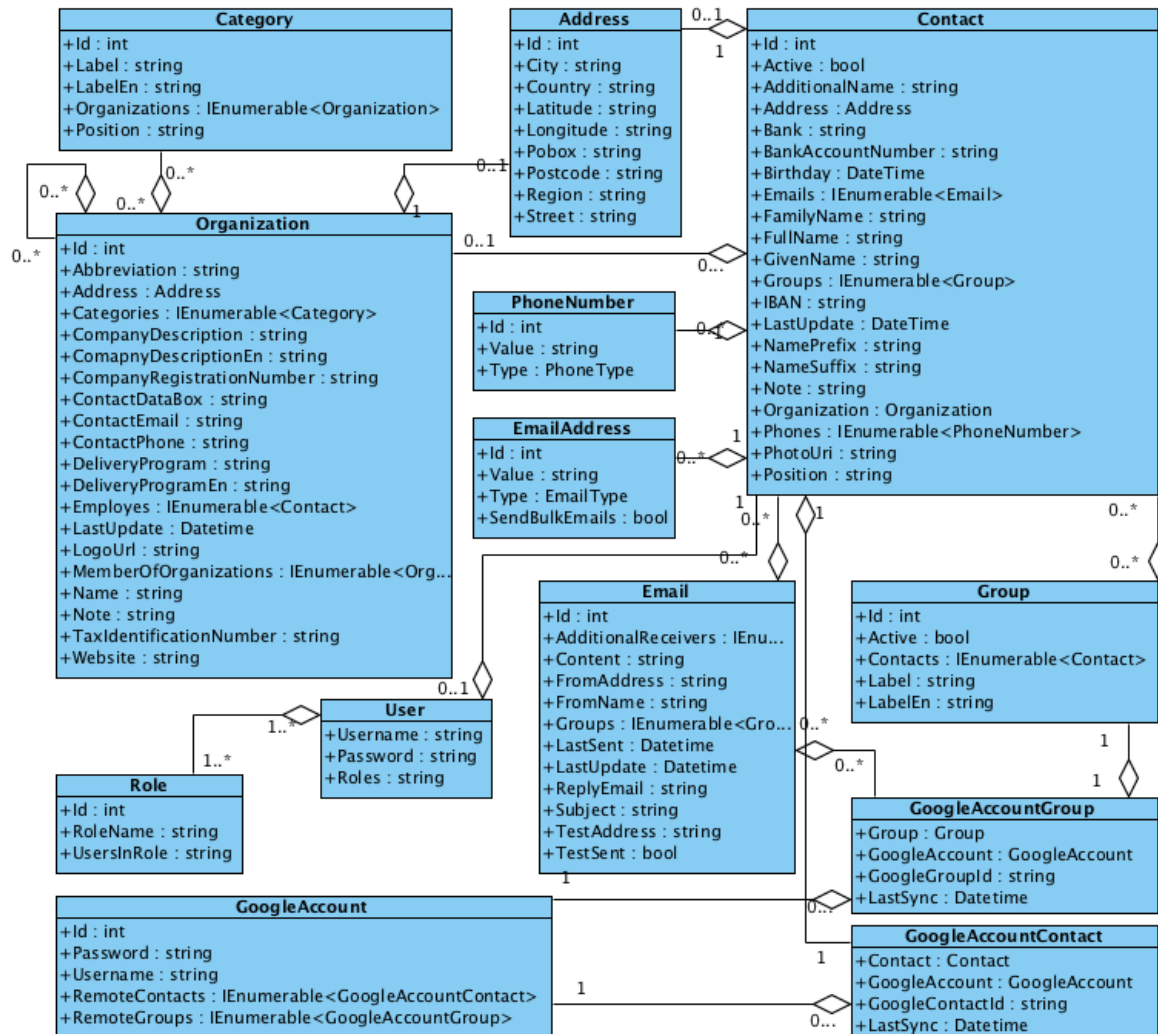 Category
+Id : int
+Label : string
+LabelEn : string
+Organizations : IEnumerable<Organization>
+Position : string
Address
+Id : int
+City : string
+Country : string
+Latitude : string
+Longitude : string
+Pobox : string
+Postcode : string
+Region : string
+Street : string
Contact
+Id : int
+Active : bool
+AdditionalName : string
+Address : Address
+Bank : string
+BankAccountNumber : string
+Birthday : DateTime
+Emails : IEnumerable<Email>
+FamilyName : string
+FullName : string
+GivenName : string
+Groups : IEnumerable<Group>
+IBAN : string
+LastUpdate : DateTime
+NamePrefix : string
+NameSuffix : string
+Note : string
+Organization : Organization
+Phones : IEnumerable<PhoneNumber>
+PhotoUri : string
+Position : string
0..1
1
0..*
0..*
0..*
0..*
0..1
1
Organization
+Id : int
+Abbreviation : string
+Address : Address
+Categories : IEnumerable<Category>
+CompanyDescription : string
+ComapnyDescriptionEn : string
+CompanyRegistrationNumber : string
+ContactDataBox : string
+ContactEmail : string
+ContactPhone : string
+DeliveryProgram : string
+DeliveryProgramEn : string
+Employes : IEnumerable<Contact>
+LastUpdate : Datetime
+LogoUrl : string
+MemberOfOrganizations : IEnumerable<Org...
+Name : string
+Note : string
+TaxIdentificationNumber : string
+Website : string
0..1
0...
PhoneNumber
+Id : int
+Value : string
+Type : PhoneType
0..*
1
EmailAddress
+Id : int
+Value : string
+Type : EmailType
+SendBulkEmails : bool
1
0..*
1
0..*
1
0..*
0..*
0..*
Email
+Id : int
+AdditionalReceivers : IEnu...
+Content : string
+FromAddress : string
+FromName : string
+Groups : IEnumerable<Gro...
+LastSent : Datetime
+LastUpdate : Datetime
+ReplyEmail : string
+Subject : string
+TestAddress : string
+TestSent : bool
Group
+Id : int
+Active : bool
+Contacts : IEnumerable<Contact>
+Label : string
+LabelEn : string
0..1
User
+Username : string
+Password : string
+Roles : string
1..*
1..*
Role
+Id : int
+RoleName : string
+UsersInRole : string
0..*
0..*
1
1
GoogleAccountGroup
+Group : Group
+GoogleAccount : GoogleAccount
+GoogleGroupId : string
+LastSync : Datetime
1
0...
GoogleAccount
+Id : int
+Password : string
+Username : string
+RemoteContacts : IEnumerable<GoogleAccountContact>
+RemoteGroups : IEnumerable<GoogleAccountGroup>
1
1
0...
GoogleAccountContact
+Contact : Contact
+GoogleAccount : GoogleAccount
+GoogleContactId : string
+LastSync : Datetime